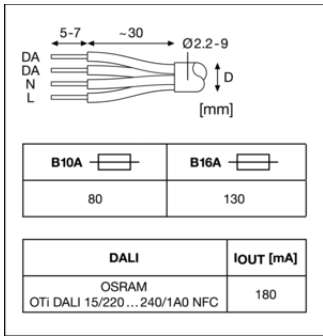 5-7
~30
Ø2.2-9
DA
DA
N
L
D
[mm]
B10A
B16A
80
130
DALI
IOUT [mA]
OSRAM
OTi DALI 15/220...240/1A0 NFC
180